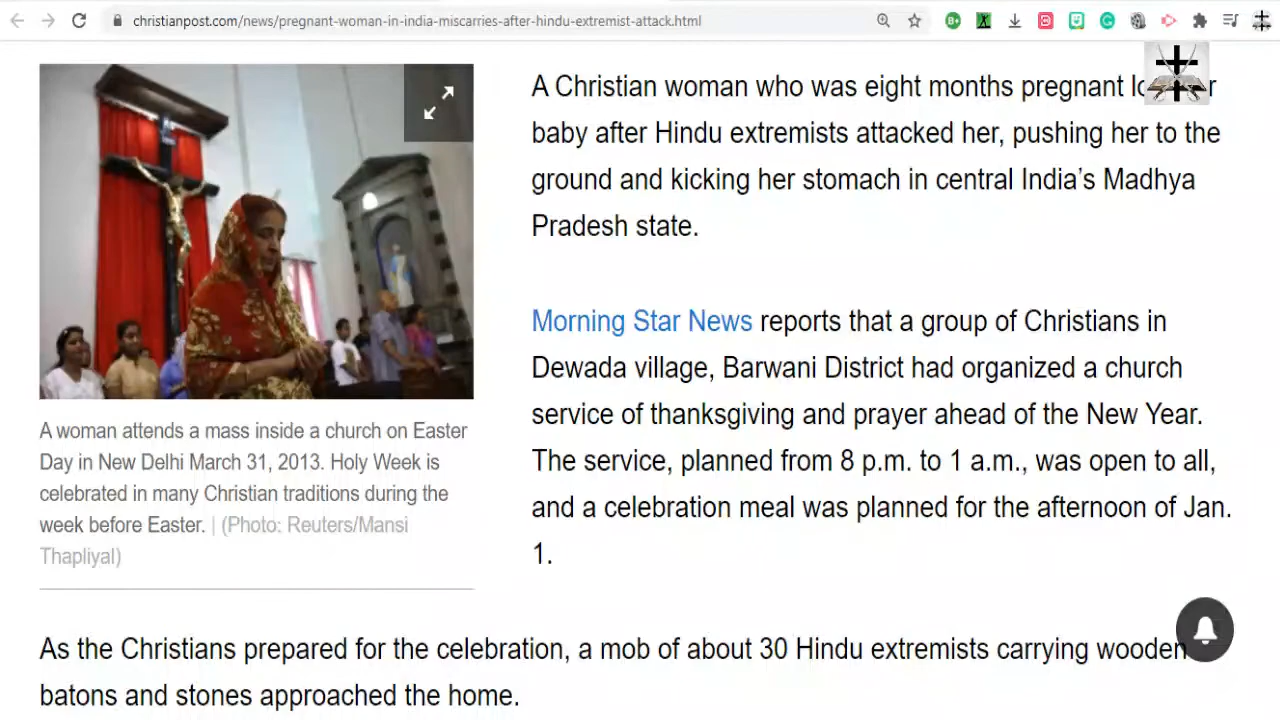 christianpost.com/news/pregnant-woman-in-india-miscarries-after-hindu-extremist-attack.html
A Christian woman who was eight months pregnant
baby after Hindu extremists attacked her, pushing her to the
ground and kicking her stomach in central India’s Madhya
Pradesh state.
Morning Star News reports that a group of Christians in
Dewada village, Barwani District had organized a church
service of thanksgiving and prayer ahead of the New Year.
The service, planned from 8 p.m. to 1 a.m., was open to all,
and a celebration meal was planned for the afternoon of Jan.
1.
A woman attends a mass inside a church on Easter
Day in New Delhi March 31, 2013. Holy Week is
celebrated in many Christian traditions during the
week before Easter. | (Photo: Reuters/Mansi
Thapliyal)
As the Christians prepared for the celebration, a mob of about 30 Hindu extremists carrying wooden
batons and stones approached the home.